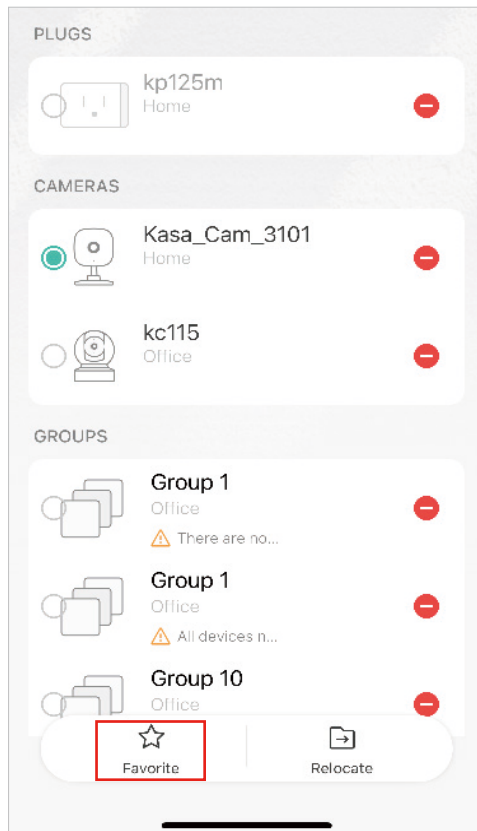 PLUGS
kp125m
Home
CAMERAS
Kasa_Cam_3101
Home
kc115
Office
GROUPS
Group 1
Office
There are no...
Group 1
Office
All devices n...
Group 10
Office
Favorite
Relocate